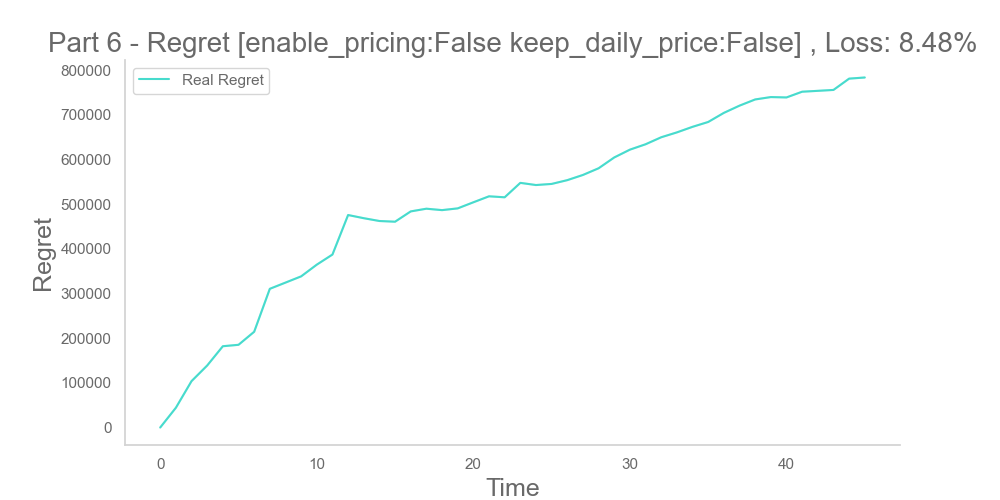 Part 6 - Regret [enable_pricing:False keep_daily_price:False] , Loss: 8.48%
Real Regret
800000
700000
600000
500000
400000
300000
200000
100000
0
Regret
0 10 20 30 40
Time